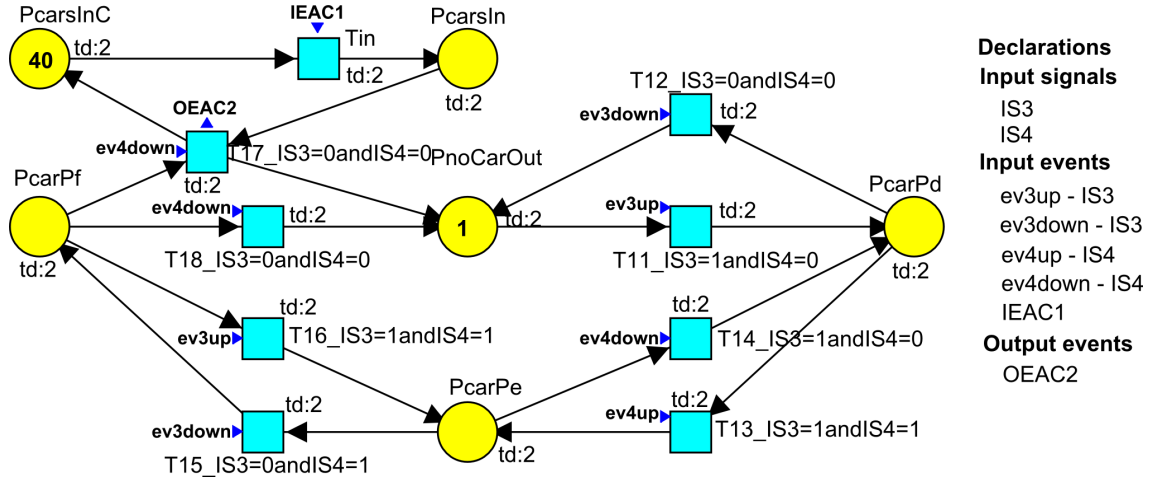 IEAC1
PcarsInC
PcarsIn
td:2
Tin
40
td:2
td:2
T12_IS3=0andIS4=0
OEAC2
ev3down
td:2
ev4down
T17_IS3=0andIS4=0
PnoCarOut
PcarPf
td:2
PcarPd
ev4down
td:2
1
td:2
ev3up
td:2
td:2
T18_IS3=0andIS4=0
T11_IS3=1andIS4=0
td:2
td:2
td:2
ev3up
T16_IS3=1andIS4=1
ev4down
T14_IS3=1andIS4=0
PcarPe
td:2
ev4up
td:2
ev3down
T13_IS3=1andIS4=1
td:2
T15_IS3=0andIS4=1
Declarations
Input signals
IS3
IS4
Input events
ev3up - IS3
ev3down - IS3
ev4up - IS4
ev4down - IS4
IEAC1
Output events
OEAC2